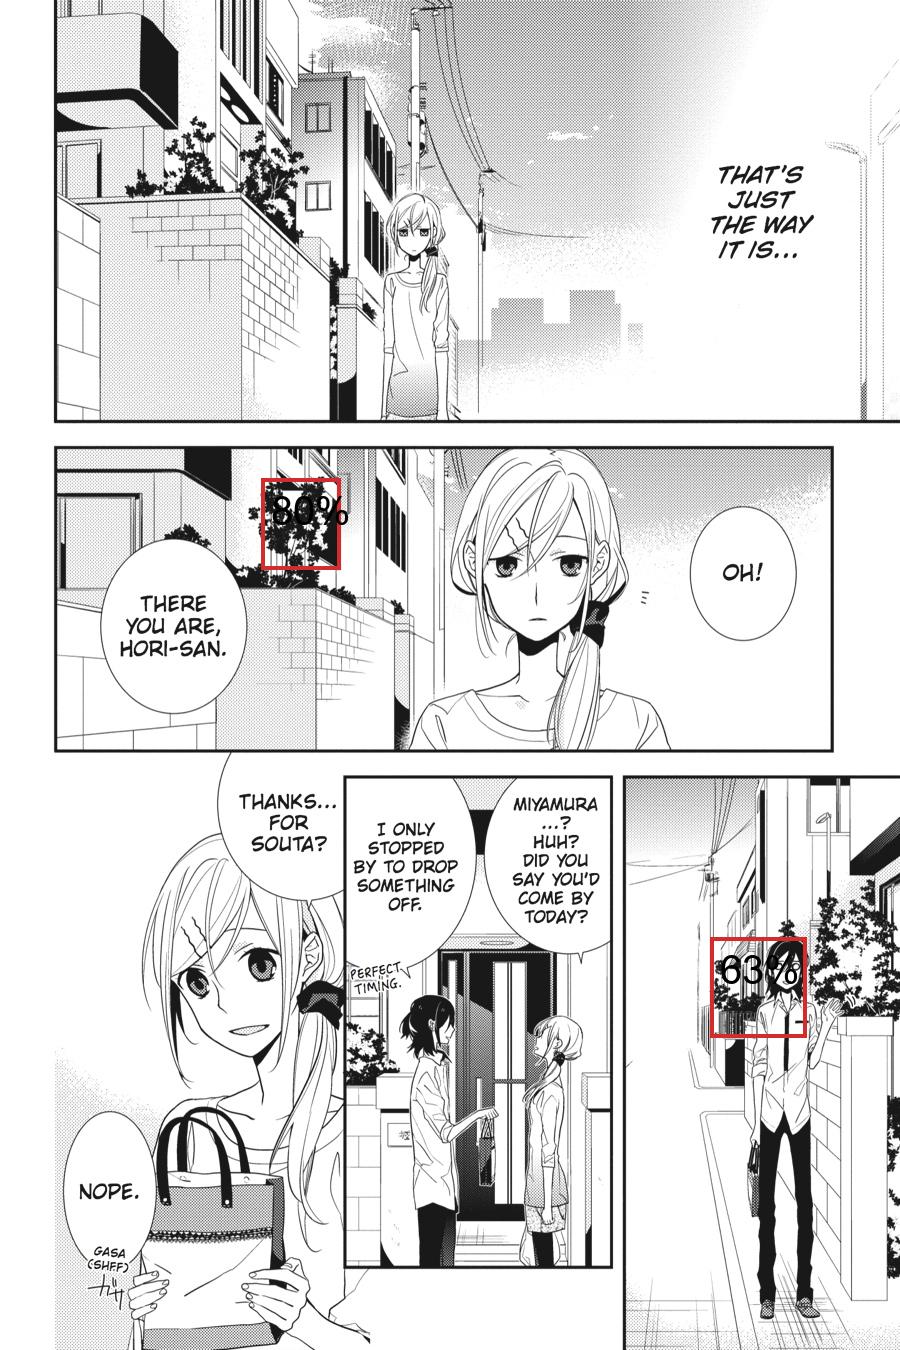 THAT'S
JUST
THE WAY
IT IS...
OH!
80%
THERE
YOU ARE,
HORI-SAN.
63%
MIYAMURA
...?
HUH?
DID YOU
SAY YOU'D
COME BY
TODAY?
I ONLY
STOPPED
BY TO DROP
SOMETHING
OFF.
PERFECT
TIMING.
THANKS...
FOR
SOUTA?
NOPE.
GASA
(SHFF)
ガサ